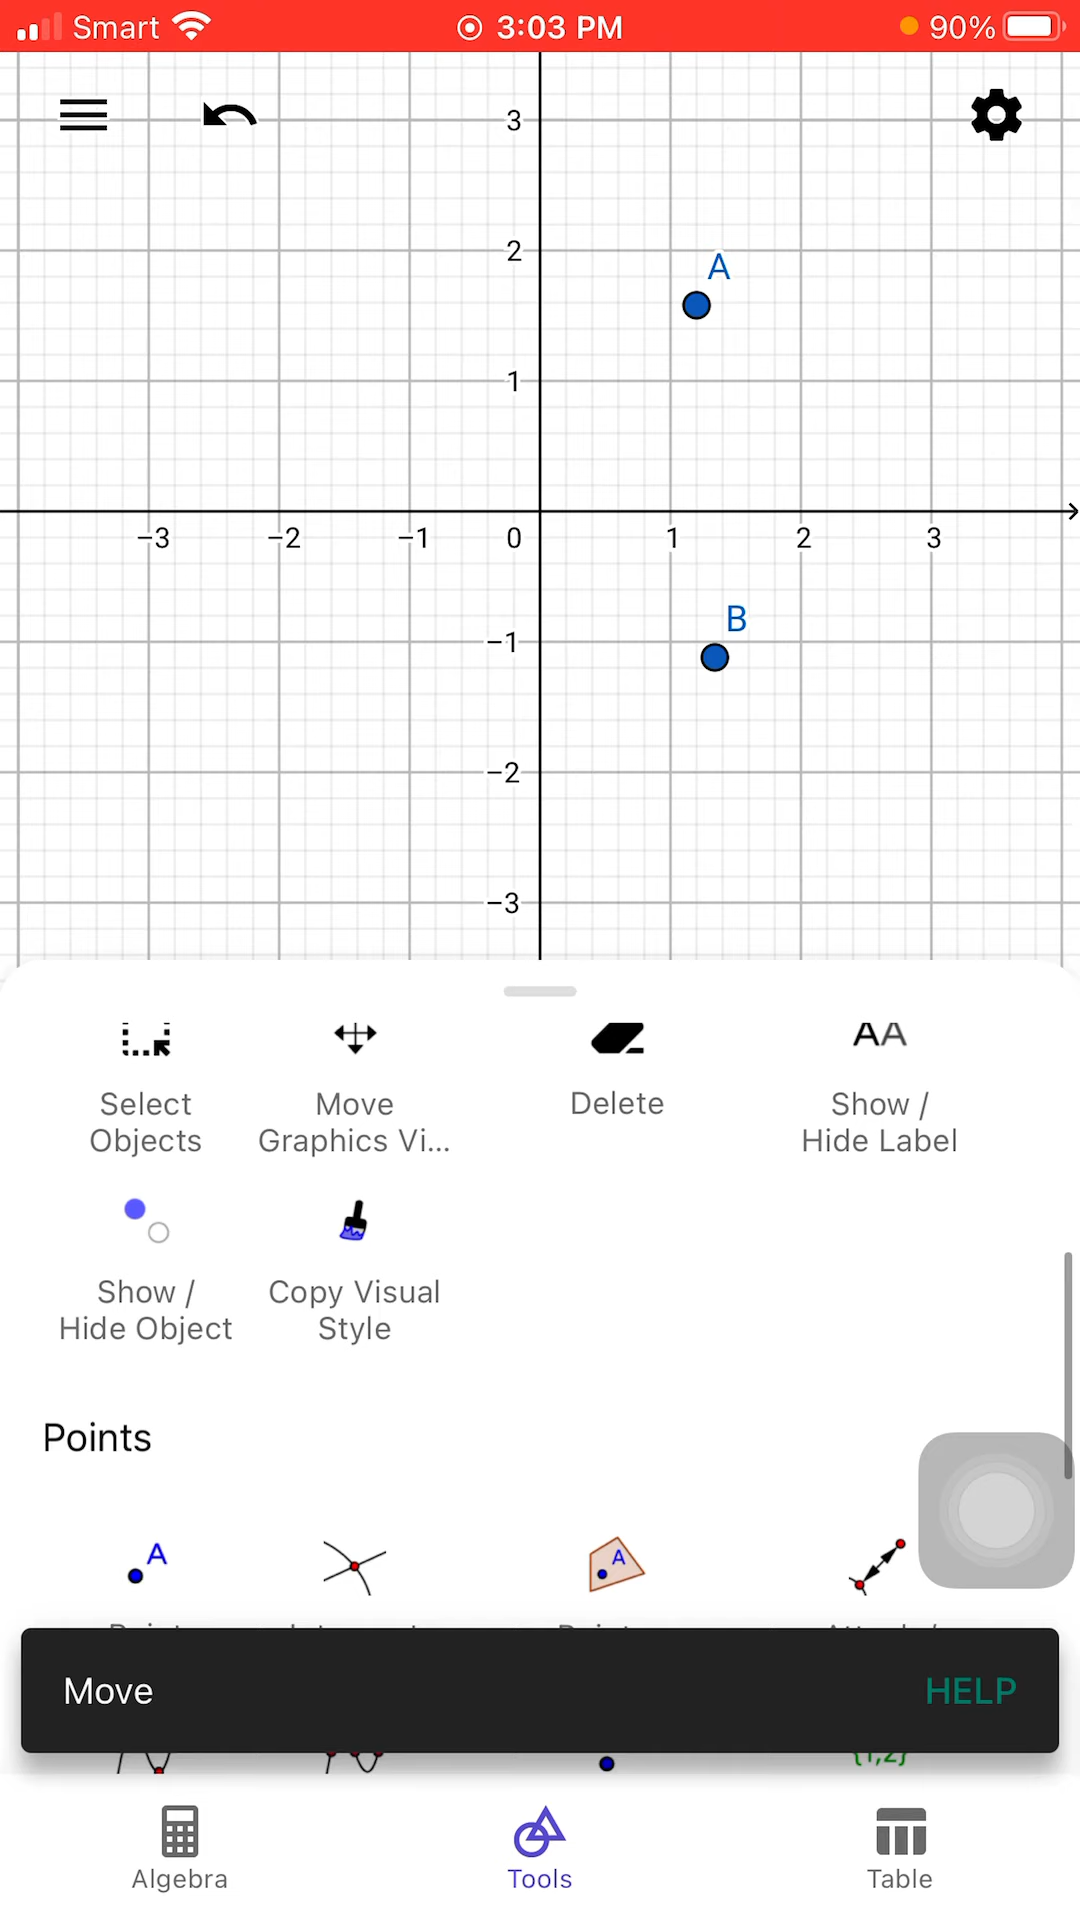 Smart 3:03 PM 90%
3
2
A
1
−3 −2 −1 0 1 2 3
B
−1
−2
−3
AA
Select Objects
Move Graphics Vi...
Delete
Show / Hide Label
Show / Hide Object
Copy Visual Style
Points
A
A
Move HELP
{1,2}
Algebra Tools Table